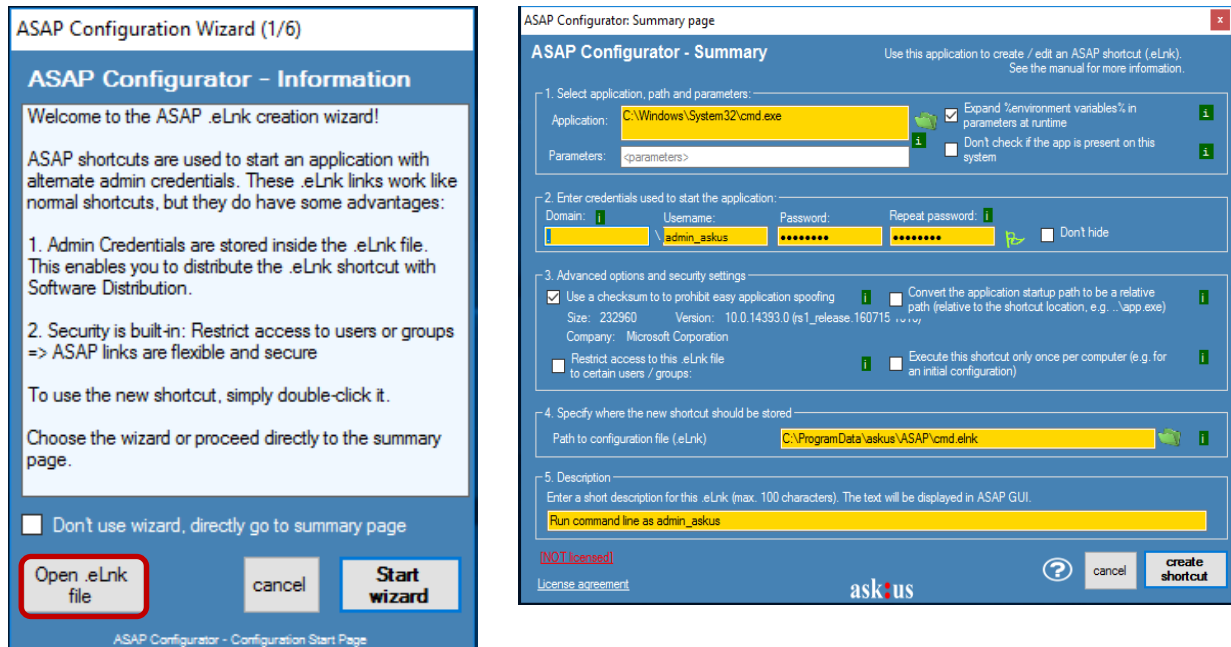 ASAP Configuration Wizard (1/6)
ASAP Configurator - Information
Welcome to the ASAP .eLnk creation wizard!
ASAP shortcuts are used to start an application with
alternate admin credentials. These .eLnk links work like
normal shortcuts, but they do have some advantages:
1. Admin Credentials are stored inside the .eLnk file.
This enables you to distribute the .eLnk shortcut with
Software Distribution.
2. Security is built-in: Restrict access to users or groups
=> ASAP links are flexible and secure
To use the new shortcut, simply double-click it.
Choose the wizard or proceed directly to the summary
page.
Don't use wizard, directly go to summary page
Open .eLnk
file
cancel
Start
wizard
ASAP Configurator - Configuration Start Page
ASAP Configurator: Summary page
x
ASAP Configurator - Summary
Use this application to create / edit an ASAP shortcut (.eLnk).
See the manual for more information.
1. Select application, path and parameters:
Application:
C:\Windows\System32\cmd.exe
Expand %environment variables% in
parameters at runtime
i
i
Parameters:
<parameters>
Don't check if the app is present on this
system
i
2. Enter credentials used to start the application:
Domain: i
Username:
Password:
Repeat password: i
.
\
admin_askus
••••••••
••••••••
Don't hide
3. Advanced options and security settings
Use a checksum to to prohibit easy application spoofing
i
Convert the application startup path to be a relative
path (relative to the shortcut location, e.g. ..\app.exe)
i
Size: 232960 Version: 10.0.14393.0 (rs1_release.160715
Company: Microsoft Corporation
Restrict access to this .eLnk file
to certain users / groups:
i
Execute this shortcut only once per computer (e.g. for
an initial configuration)
i
4. Specify where the new shortcut should be stored
Path to configuration file (.eLnk)
C:\ProgramData\askus\ASAP\cmd.elnk
i
5. Description
Enter a short description for this .eLnk (max. 100 characters). The text will be displayed in ASAP GUI.
Run command line as admin_askus
[NOT licensed]
License agreement
ask:us
?
cancel
create
shortcut